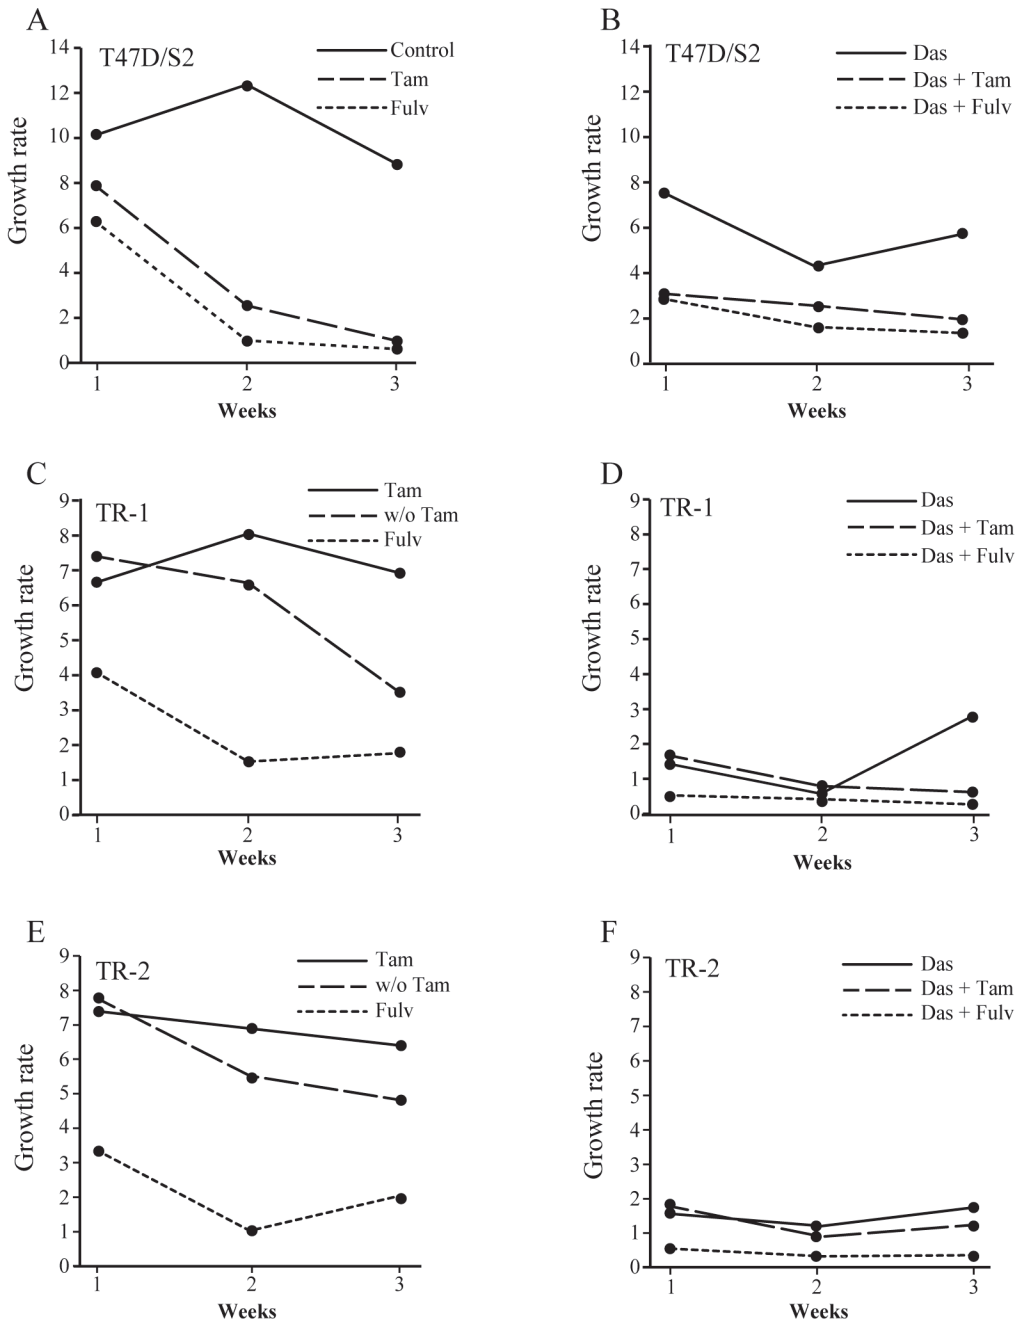 A
T47D/S2
Control
Tam
Fulv
14
12
10
8
6
4
2
0
Growth rate
1 2 3
Weeks
B
T47D/S2
Das
Das + Tam
Das + Fulv
14
12
10
8
6
4
2
0
Growth rate
1 2 3
Weeks
C
TR-1
Tam
w/o Tam
Fulv
9
8
7
6
5
4
3
2
1
0
Growth rate
1 2 3
Weeks
D
TR-1
Das
Das + Tam
Das + Fulv
9
8
7
6
5
4
3
2
1
0
Growth rate
1 2 3
Weeks
E
TR-2
Tam
w/o Tam
Fulv
9
8
7
6
5
4
3
2
1
0
Growth rate
1 2 3
Weeks
F
TR-2
Das
Das + Tam
Das + Fulv
9
8
7
6
5
4
3
2
1
0
Growth rate
1 2 3
Weeks